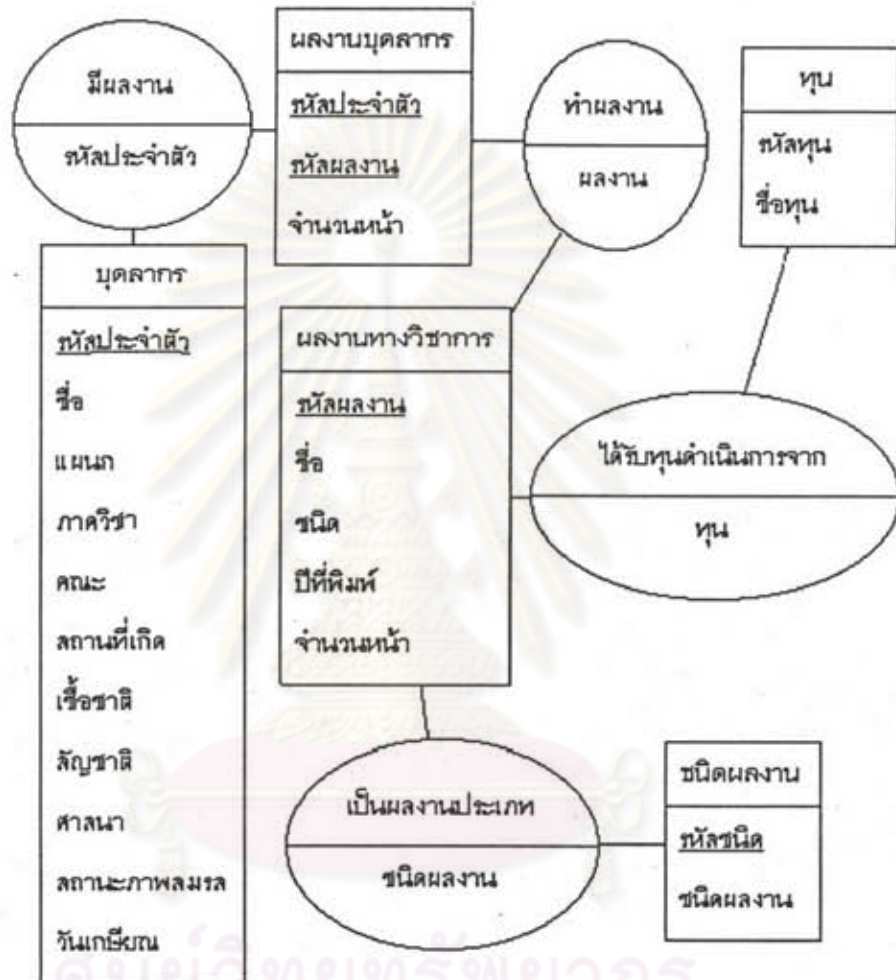 มีผลงาน
รหัสประจำตัว
ผลงานบุคลากร
รหัสประจำตัว
รหัสผลงาน
จำนวนหน้า
ทำผลงาน
ผลงาน
ทุน
รหัสทุน
ชื่อทุน
บุคลากร
รหัสประจำตัว
ชื่อ
แผนก
ภาควิชา
คณะ
สถานที่เกิด
เชื้อชาติ
สัญชาติ
ศาสนา
สถานะภาพสมรส
วันเกษียณ
ผลงานทางวิชาการ
รหัสผลงาน
ชื่อ
ชนิด
ปีที่พิมพ์
จำนวนหน้า
ได้รับทุนดำเนินการจาก
ทุน
เป็นผลงานประเภท
ชนิดผลงาน
ชนิดผลงาน
รหัสชนิด
ชนิดผลงาน
ศูนย์วิทยทรัพยากร